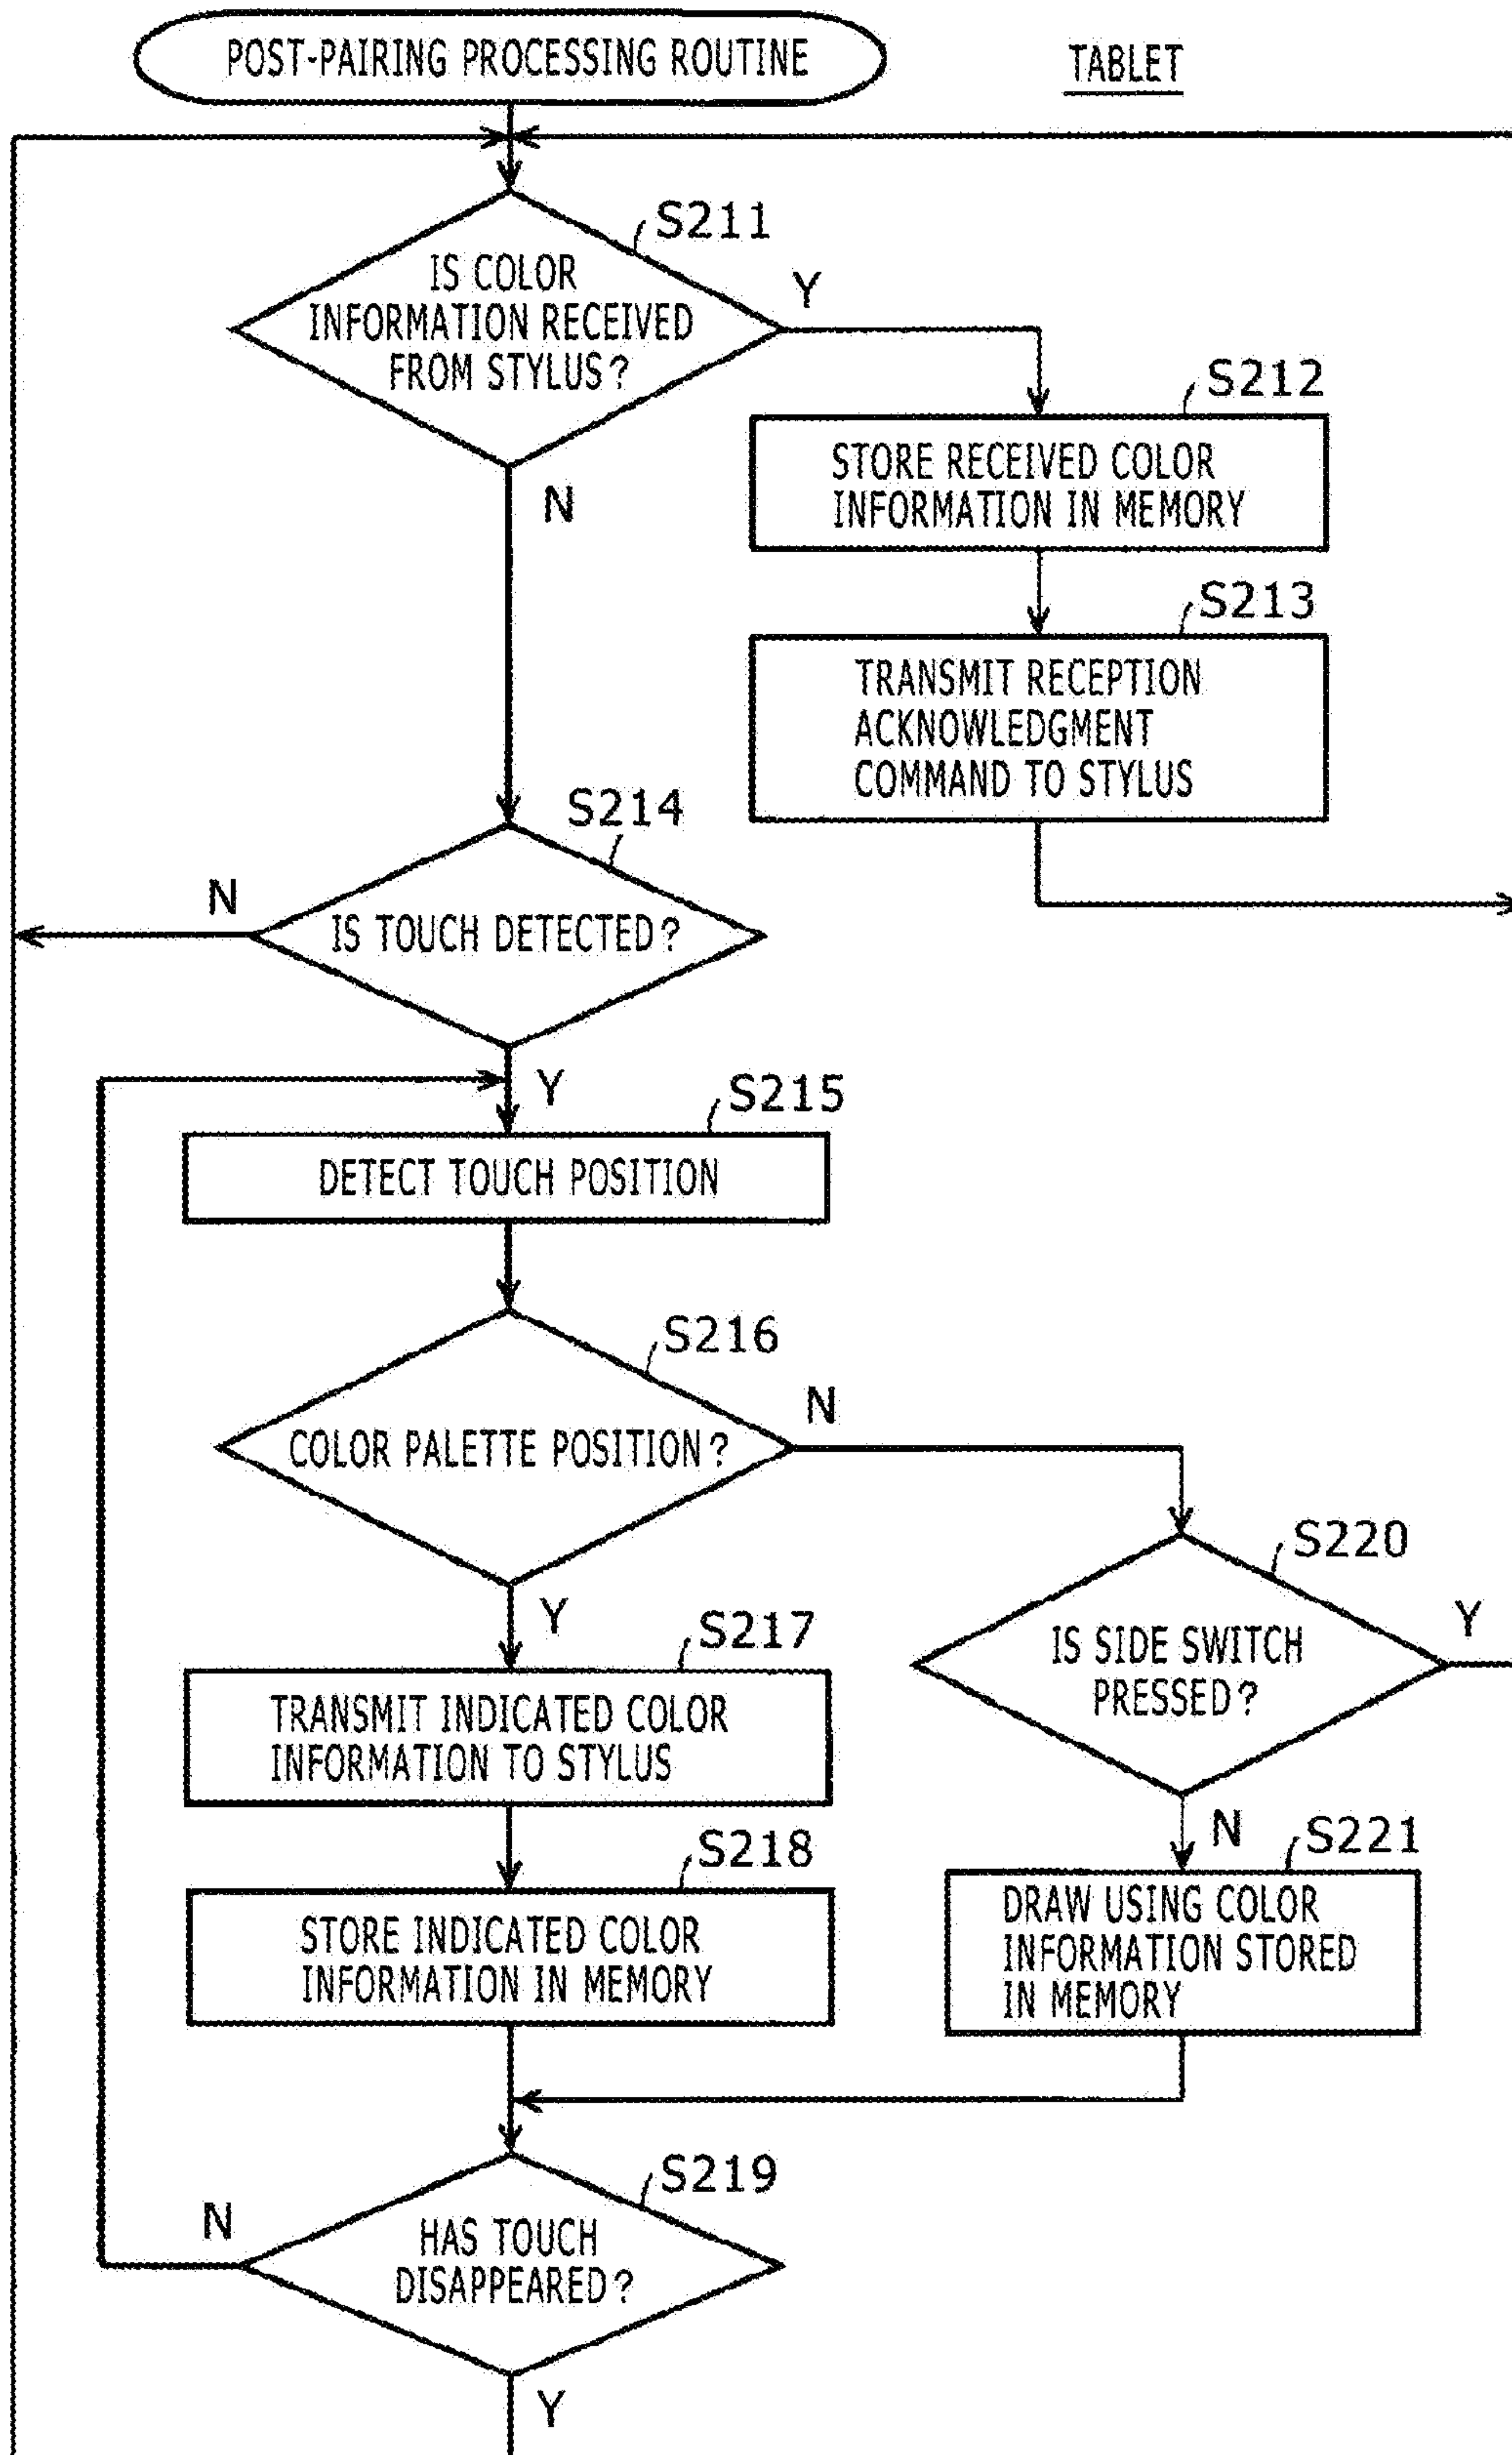 POST-PAIRING PROCESSING ROUTINE
TABLET
S211
IS COLOR
INFORMATION RECEIVED
FROM STYLUS?
Y
N
S212
STORE RECEIVED COLOR
INFORMATION IN MEMORY
S213
TRANSMIT RECEPTION
ACKNOWLEDGMENT
COMMAND TO STYLUS
S214
N
IS TOUCH DETECTED?
Y
S215
DETECT TOUCH POSITION
S216
N
COLOR PALETTE POSITION?
Y
S220
Y
IS SIDE SWITCH
PRESSED?
N
S217
TRANSMIT INDICATED COLOR
INFORMATION TO STYLUS
S218
STORE INDICATED COLOR
INFORMATION IN MEMORY
S221
DRAW USING COLOR
INFORMATION STORED
IN MEMORY
S219
N
HAS TOUCH
DISAPPEARED?
Y